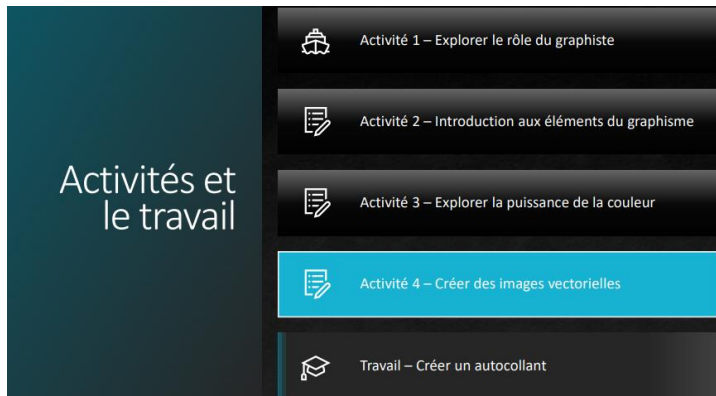 Activités et
le travail
Activité 1 – Explorer le rôle du graphiste
Activité 2 – Introduction aux éléments du graphisme
Activité 3 – Explorer la puissance de la couleur
Activité 4 – Créer des images vectorielles
Travail – Créer un autocollant